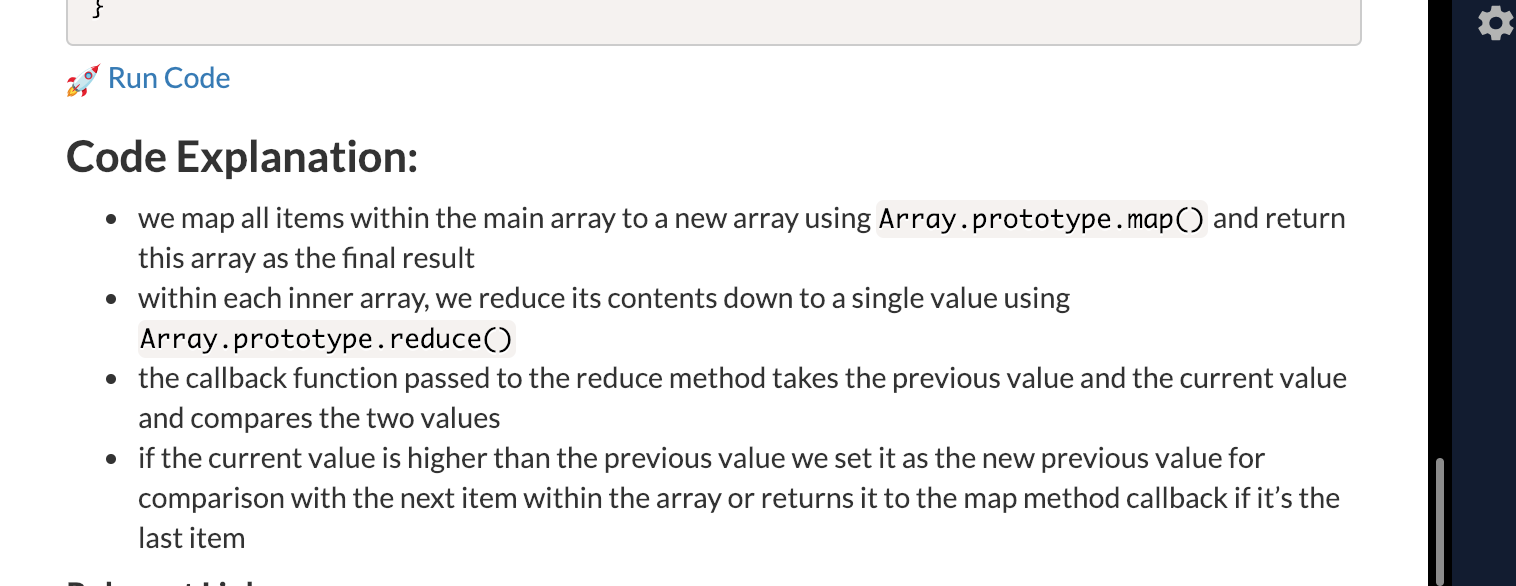 }
🚀 Run Code
Code Explanation:
• we map all items within the main array to a new array using Array.prototype.map() and return
this array as the final result
• within each inner array, we reduce its contents down to a single value using
Array.prototype.reduce()
• the callback function passed to the reduce method takes the previous value and the current value
and compares the two values
• if the current value is higher than the previous value we set it as the new previous value for
comparison with the next item within the array or returns it to the map method callback if it’s the
last item